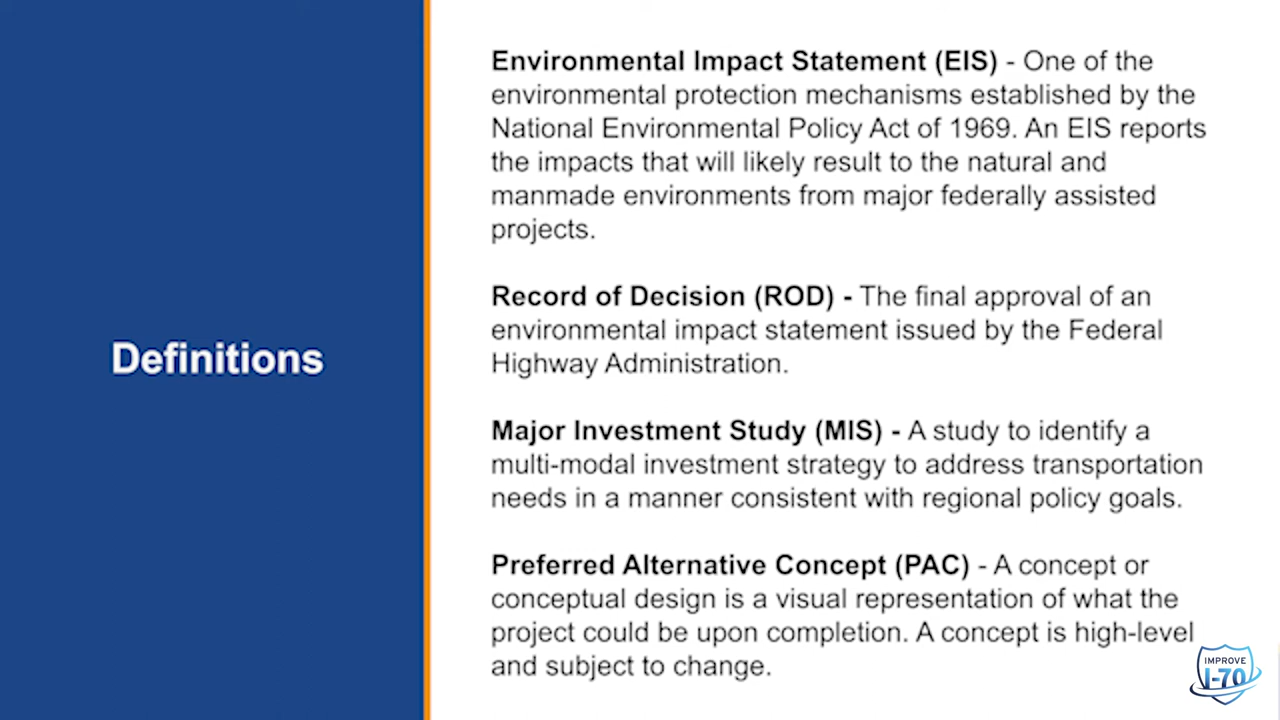 Definitions
Environmental Impact Statement (EIS) - One of the
environmental protection mechanisms established by the
National Environmental Policy Act of 1969. An EIS reports
the impacts that will likely result to the natural and
manmade environments from major federally assisted
projects.
Record of Decision (ROD) - The final approval of an
environmental impact statement issued by the Federal
Highway Administration.
Major Investment Study (MIS) - A study to identify a
multi-modal investment strategy to address transportation
needs in a manner consistent with regional policy goals.
Preferred Alternative Concept (PAC) - A concept or
conceptual design is a visual representation of what the
project could be upon completion. A concept is high-level
and subject to change.
IMPROVE
I-70